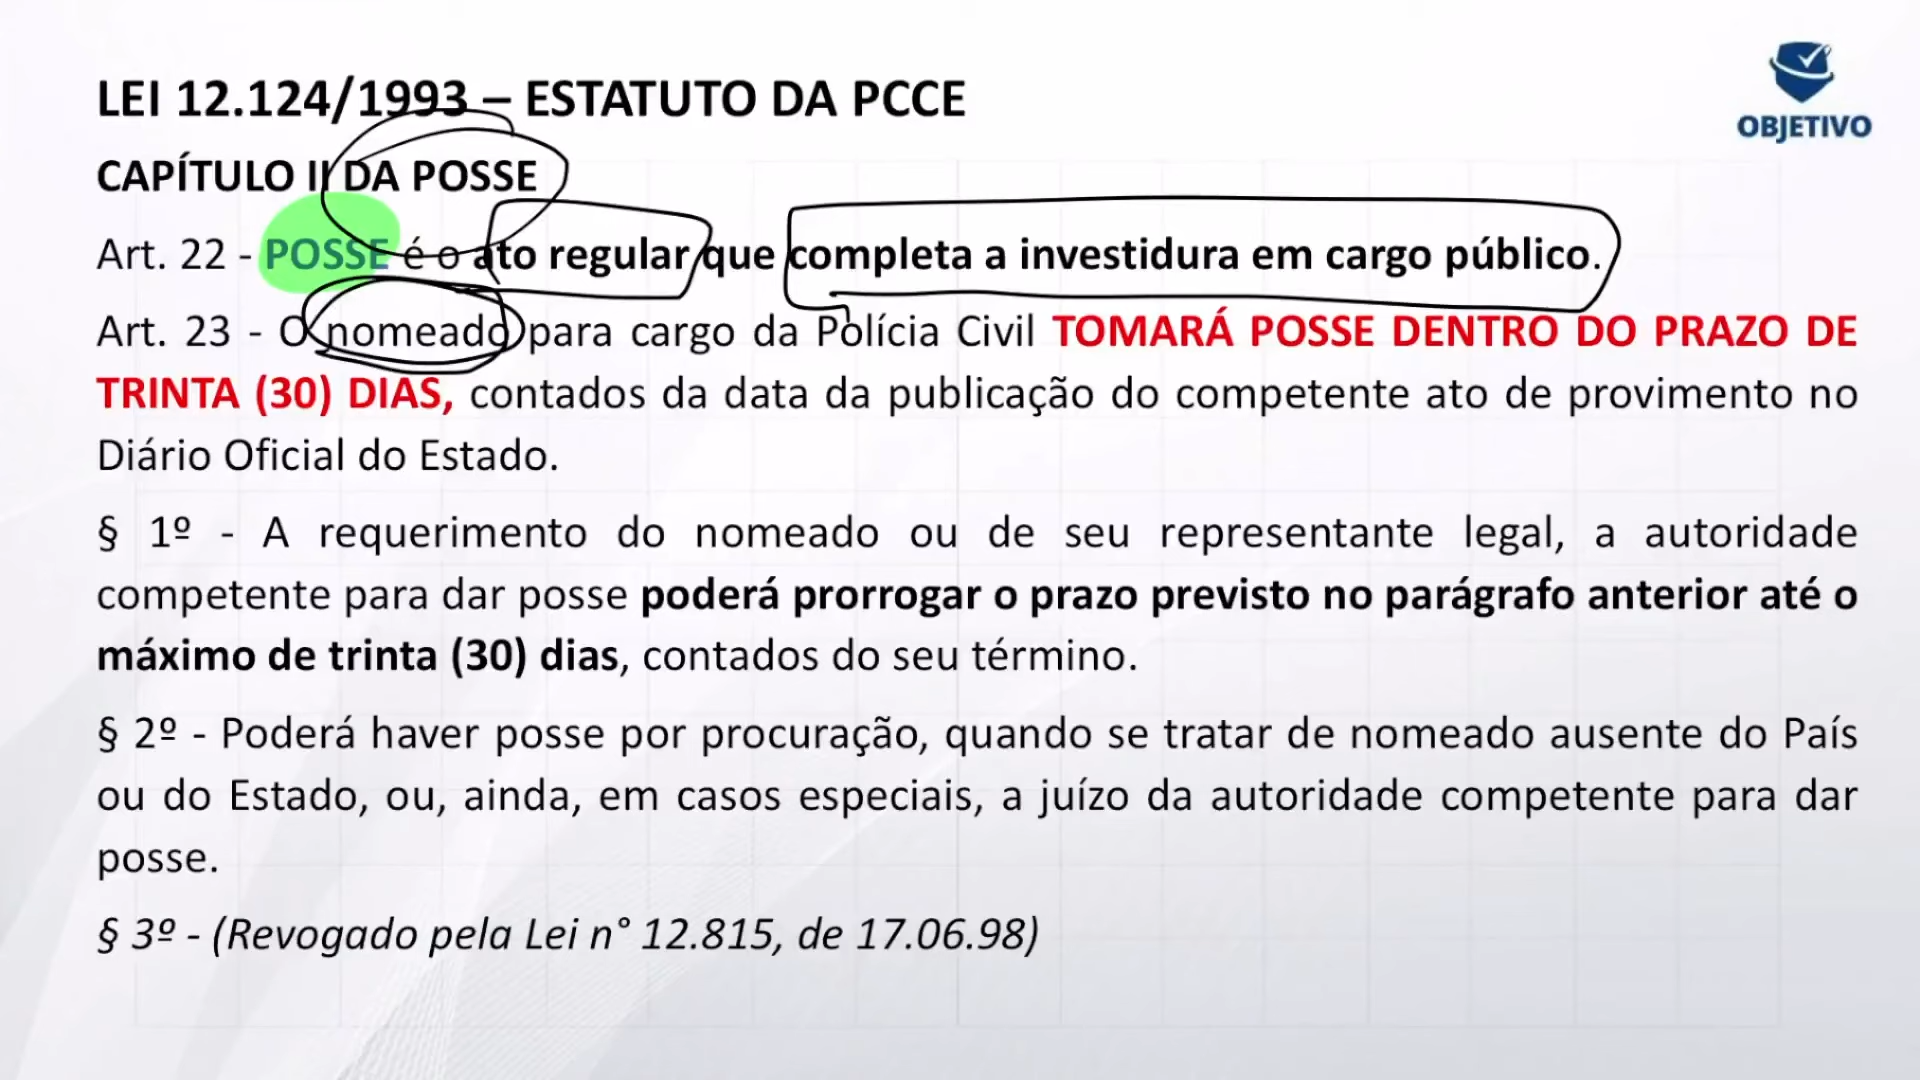 LEI 12.124/1993 – ESTATUTO DA PCCE
OBJETIVO
CAPÍTULO II DA POSSE
Art. 22 - POSSE é o ato regular que completa a investidura em cargo público.
Art. 23 - O nomeado para cargo da Polícia Civil TOMARÁ POSSE DENTRO DO PRAZO DE
TRINTA (30) DIAS, contados da data da publicação do competente ato de provimento no
Diário Oficial do Estado.
§ 1º - A requerimento do nomeado ou de seu representante legal, a autoridade
competente para dar posse poderá prorrogar o prazo previsto no parágrafo anterior até o
máximo de trinta (30) dias, contados do seu término.
§ 2º - Poderá haver posse por procuração, quando se tratar de nomeado ausente do País
ou do Estado, ou, ainda, em casos especiais, a juízo da autoridade competente para dar
posse.
§ 3º - (Revogado pela Lei n° 12.815, de 17.06.98)